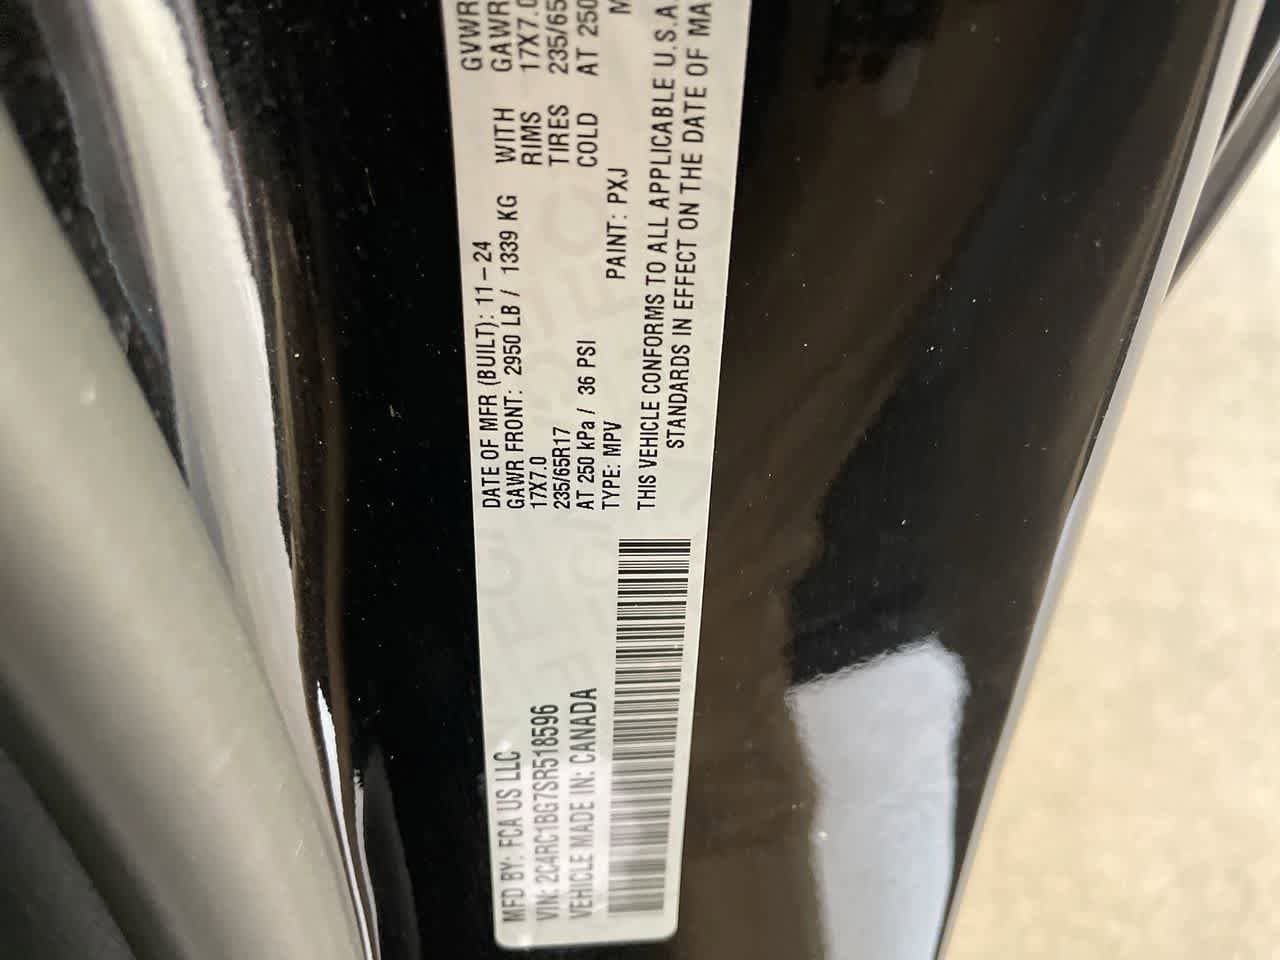 MFD BY: FCA US LLC
VIN: 2C4RC1BG7SR518596
VEHICLE MADE IN: CANADA
DATE OF MFR (BUILT): 11-24 GVWR
GAWR FRONT: 2950 LB / 1339 KG WITH GAWR
17X7.0 RIMS 17X7.0
235/65R17 TIRES 235/65
AT 250 kPa / 36 PSI COLD AT 250
TYPE: MPV PAINT: PXJ M
THIS VEHICLE CONFORMS TO ALL APPLICABLE U.S.A.
STANDARDS IN EFFECT ON THE DATE OF MA